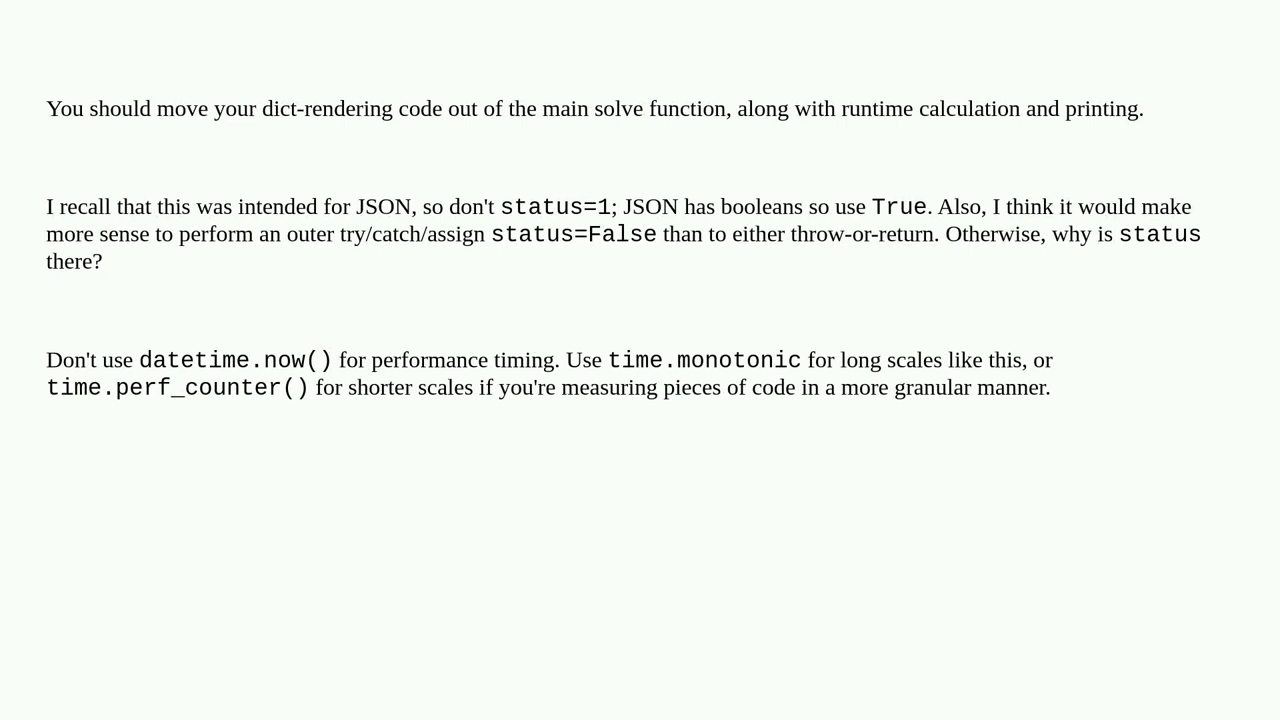 You should move your dict-rendering code out of the main solve function, along with runtime calculation and printing.
I recall that this was intended for JSON, so don't status=1; JSON has booleans so use True. Also, I think it would make
more sense to perform an outer try/catch/assign status=False than to either throw-or-return. Otherwise, why is status
there?
Don't use datetime.now() for performance timing. Use time.monotonic for long scales like this, or
time.perf_counter() for shorter scales if you're measuring pieces of code in a more granular manner.